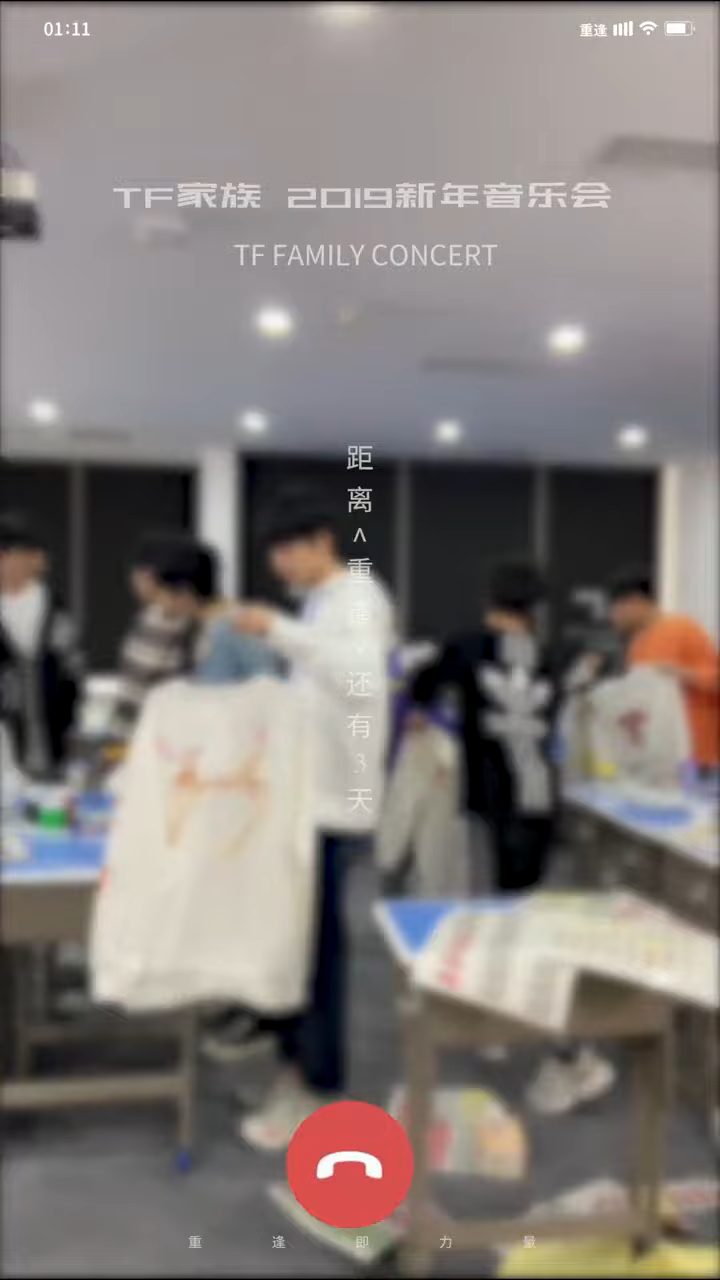 01:11
重逢
TF家族 2019新年音乐会
TF FAMILY CONCERT
距
离
^
重
逢
v
还
有
3
天
重 逢 即 力 量